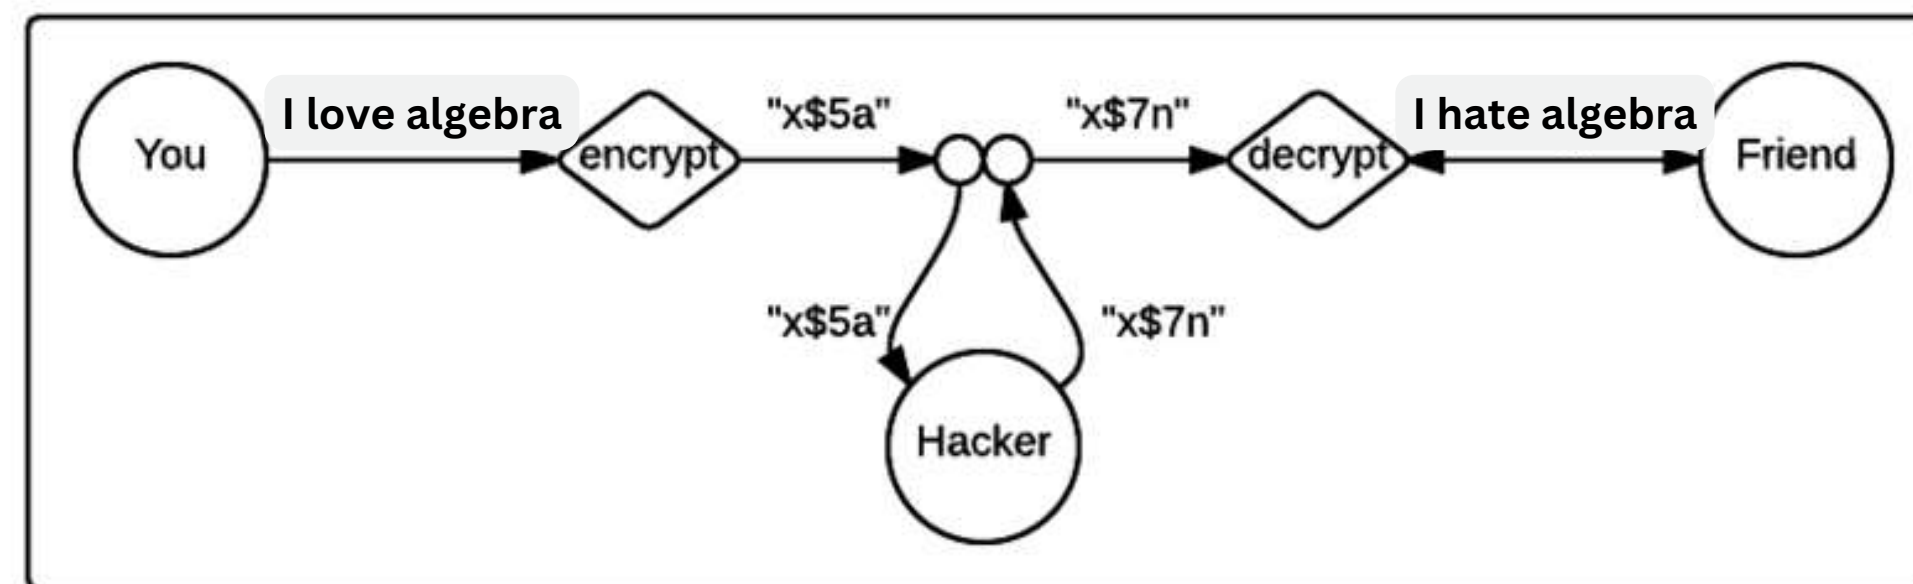 You
I love algebra
encrypt
"x$5a"
"x$7n"
decrypt
I hate algebra
Friend
"x$5a"
"x$7n"
Hacker